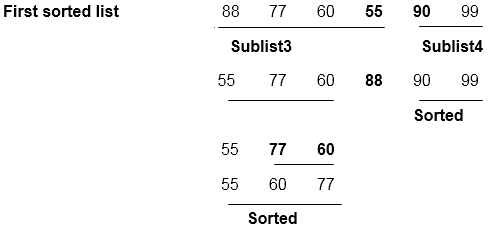 First sorted list 88 77 60 55 90 99
Sublist3 Sublist4
55 77 60 88 90 99
Sorted
55 77 60
55 60 77
Sorted